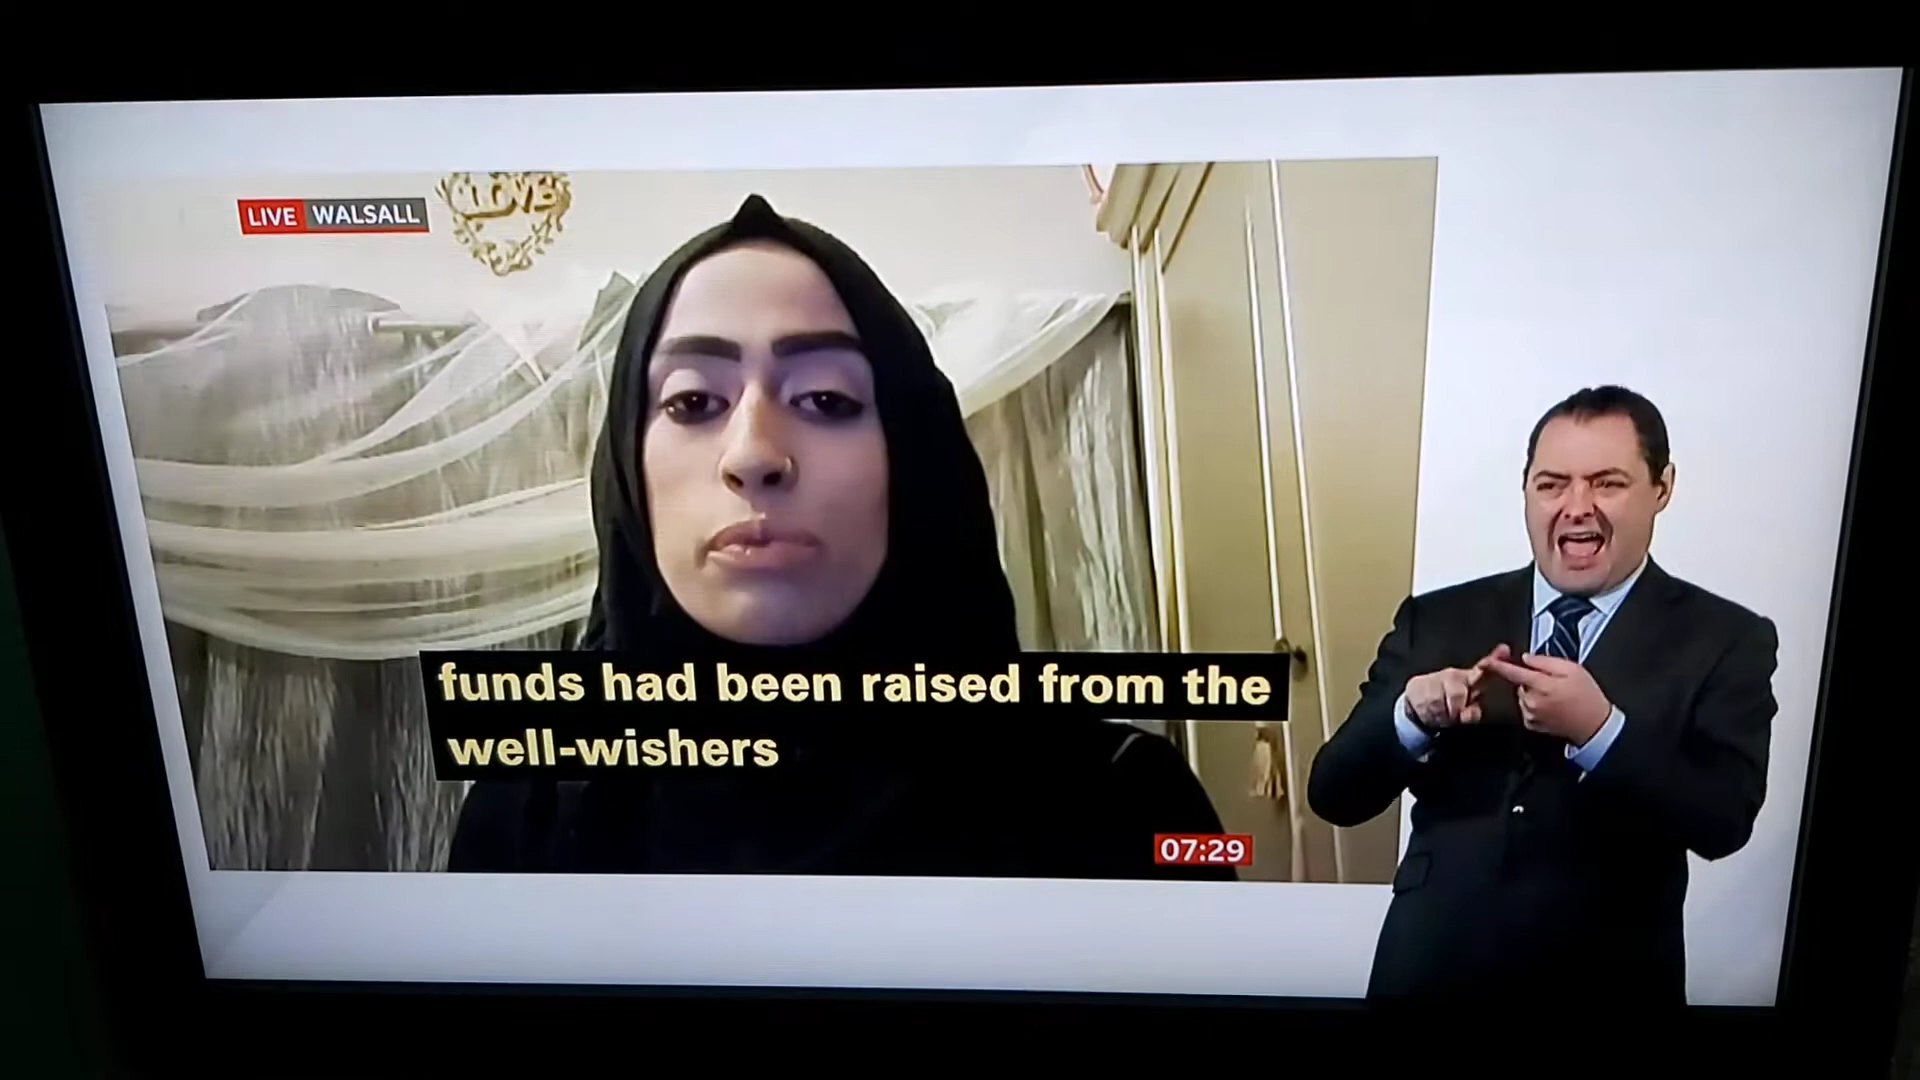 LOVE
LIVE WALSALL
funds had been raised from the
well-wishers
07:29